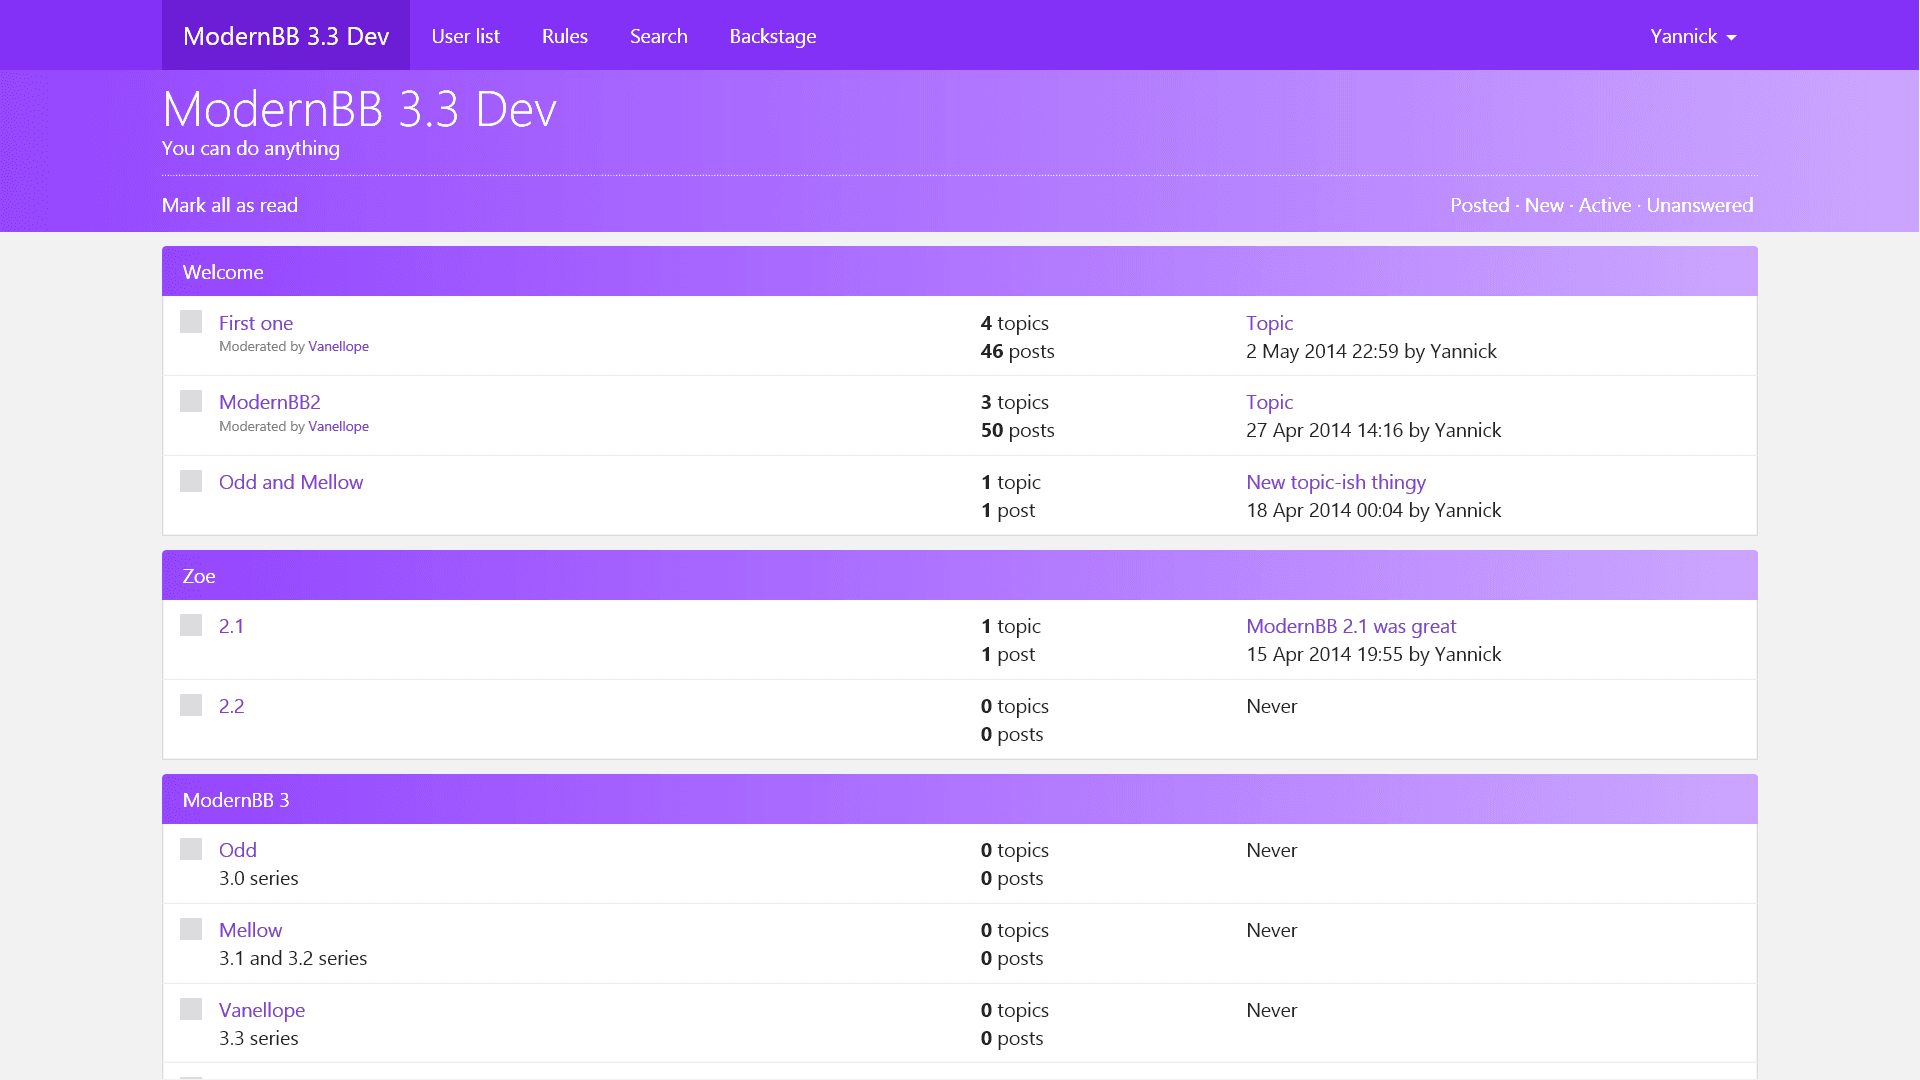 ModernBB 3.3 Dev User list Rules Search Backstage Yannick
ModernBB 3.3 Dev
You can do anything
Mark all as read Posted · New · Active · Unanswered
Welcome
First one 4 topics Topic
Moderated by Vanellope 46 posts 2 May 2014 22:59 by Yannick
ModernBB2 3 topics Topic
Moderated by Vanellope 50 posts 27 Apr 2014 14:16 by Yannick
Odd and Mellow 1 topic New topic-ish thingy
1 post 18 Apr 2014 00:04 by Yannick
Zoe
2.1 1 topic ModernBB 2.1 was great
1 post 15 Apr 2014 19:55 by Yannick
2.2 0 topics Never
0 posts
ModernBB 3
Odd 0 topics Never
3.0 series 0 posts
Mellow 0 topics Never
3.1 and 3.2 series 0 posts
Vanellope 0 topics Never
3.3 series 0 posts